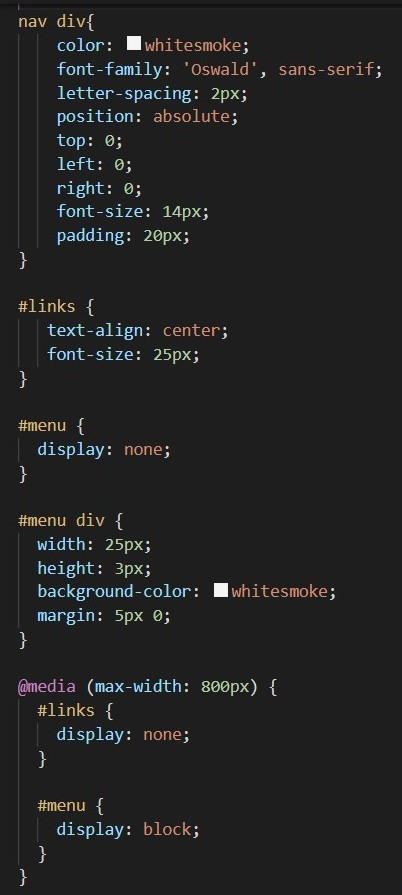 nav div{
color: whitesmoke;
font-family: 'Oswald', sans-serif;
letter-spacing: 2px;
position: absolute;
top: 0;
left: 0;
right: 0;
font-size: 14px;
padding: 20px;
}
#links {
text-align: center;
font-size: 25px;
}
#menu {
display: none;
}
#menu div {
width: 25px;
height: 3px;
background-color: whitesmoke;
margin: 5px 0;
}
@media (max-width: 800px) {
#links {
display: none;
}
#menu {
display: block;
}
}